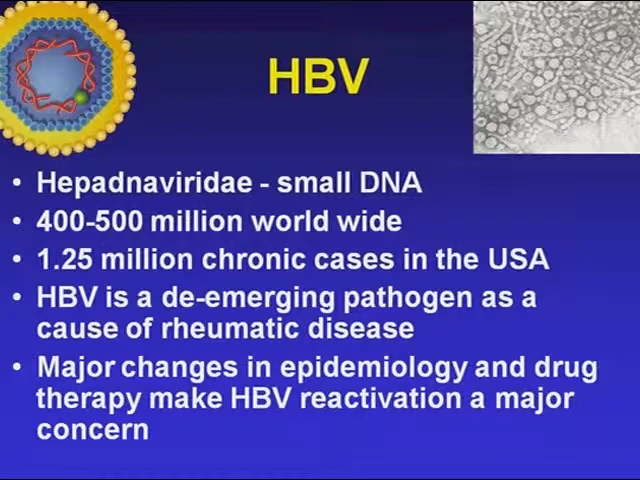 HBV
• Hepadnaviridae - small DNA
• 400-500 million world wide
• 1.25 million chronic cases in the USA
• HBV is a de-emerging pathogen as a
cause of rheumatic disease
• Major changes in epidemiology and drug
therapy make HBV reactivation a major
concern